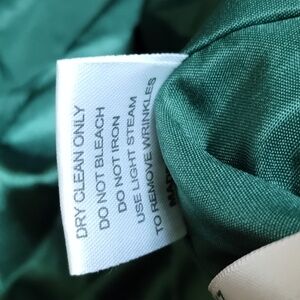 DRY CLEAN ONLY
DO NOT BLEACH
DO NOT IRON
USE LIGHT STEAM
TO REMOVE WRINKLES